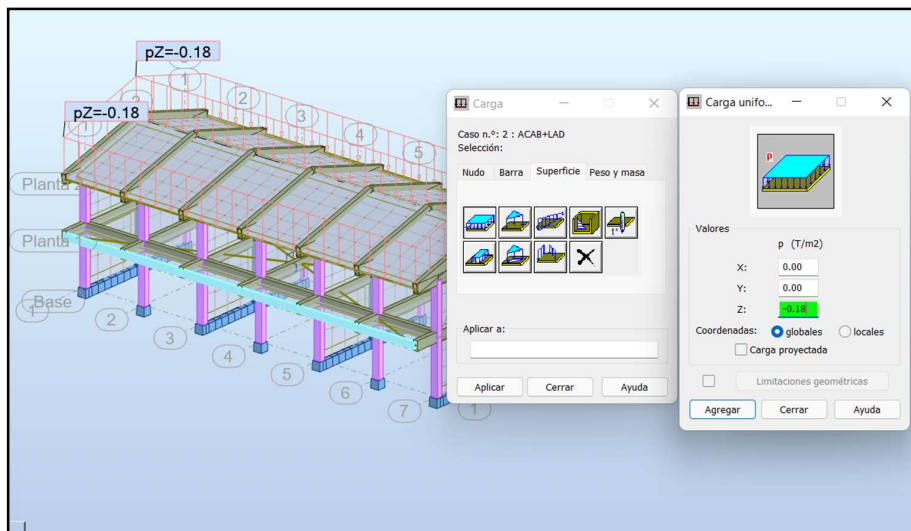 pZ=-0.18
pZ=-0.18
1
2
3
4
5
1
2
Planta 2
Planta
Base
1
2
3
4
5
6
7
1
Carga
Caso n.º: 2 : ACAB+LAD
Selección:
Nudo Barra Superficie Peso y masa
Aplicar a:
Aplicar Cerrar Ayuda
Carga unifo...
p
Valores
p (T/m2)
X: 0.00
Y: 0.00
Z: -0.18
Coordenadas: globales locales
Carga proyectada
Limitaciones geométricas
Agregar Cerrar Ayuda